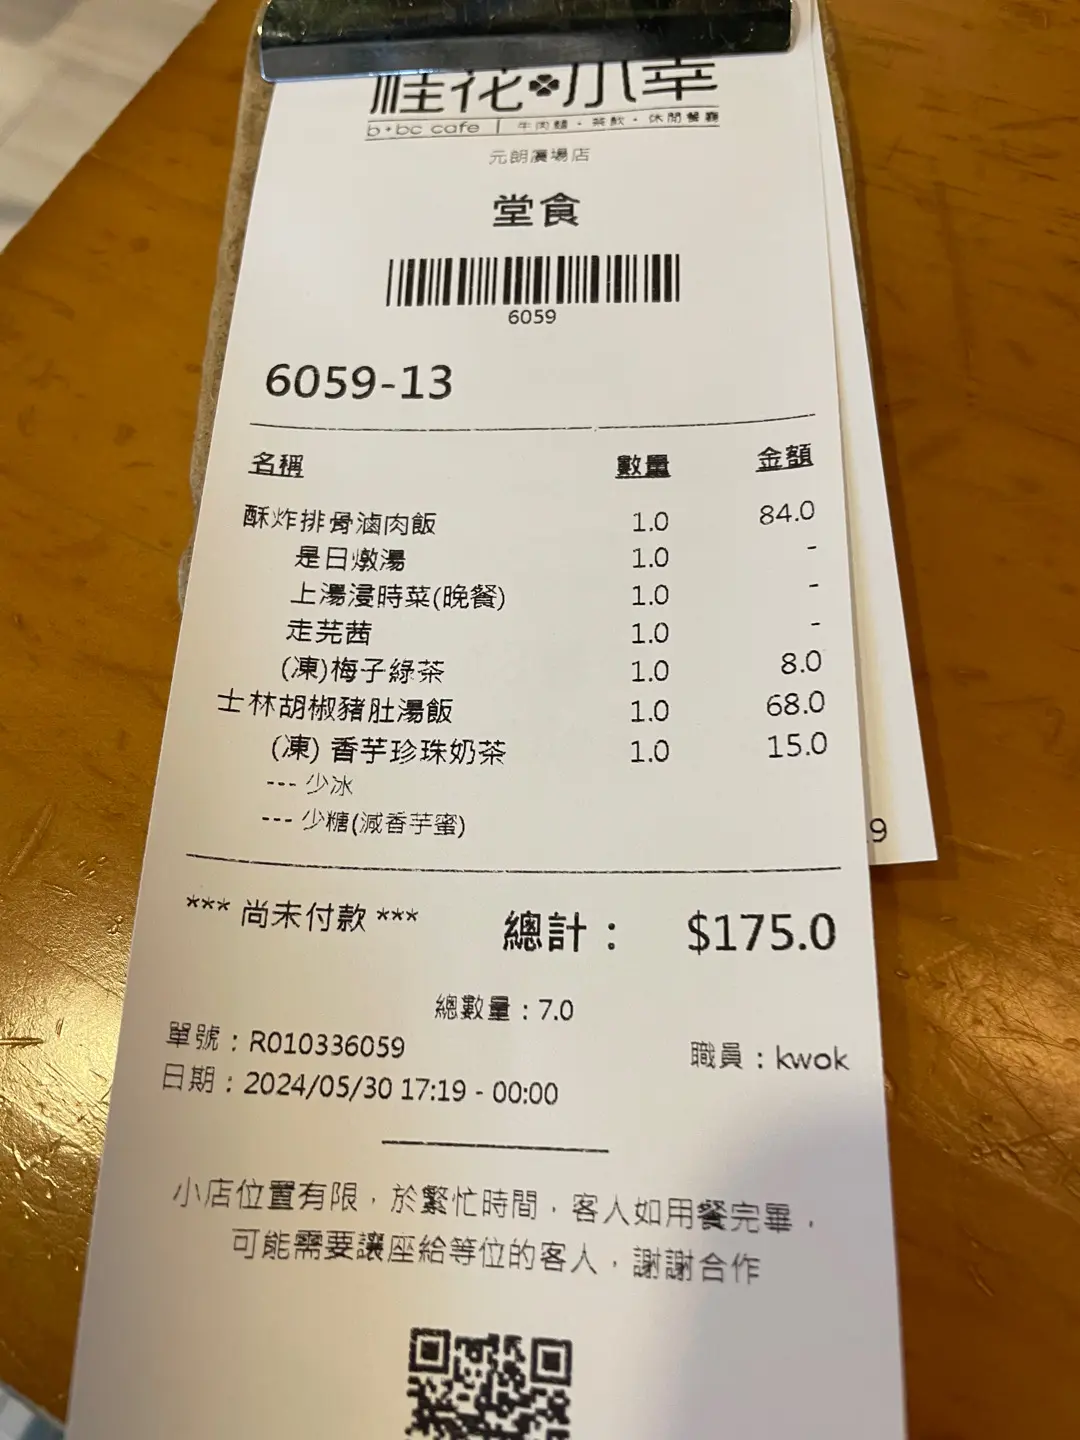 桂花小幸
b•bc cafe | 牛肉麵・茶飲・休閒餐廳
元朗廣場店
堂食
6059
6059-13
名稱 數量 金額
酥炸排骨滷肉飯 1.0 84.0
是日燉湯 1.0 -
上湯浸時菜(晚餐) 1.0 -
走芫茜 1.0 -
(凍)梅子綠茶 1.0 8.0
士林胡椒豬肚湯飯 1.0 68.0
(凍) 香芋珍珠奶茶 1.0 15.0
--- 少冰
--- 少糖(減香芋蜜)
.9
*** 尚未付款 *** 總計： $175.0
總數量：7.0
單號：R010336059 職員：kwok
日期：2024/05/30 17:19 - 00:00
小店位置有限，於繁忙時間，客人如用餐完畢，
可能需要讓座給等位的客人，謝謝合作